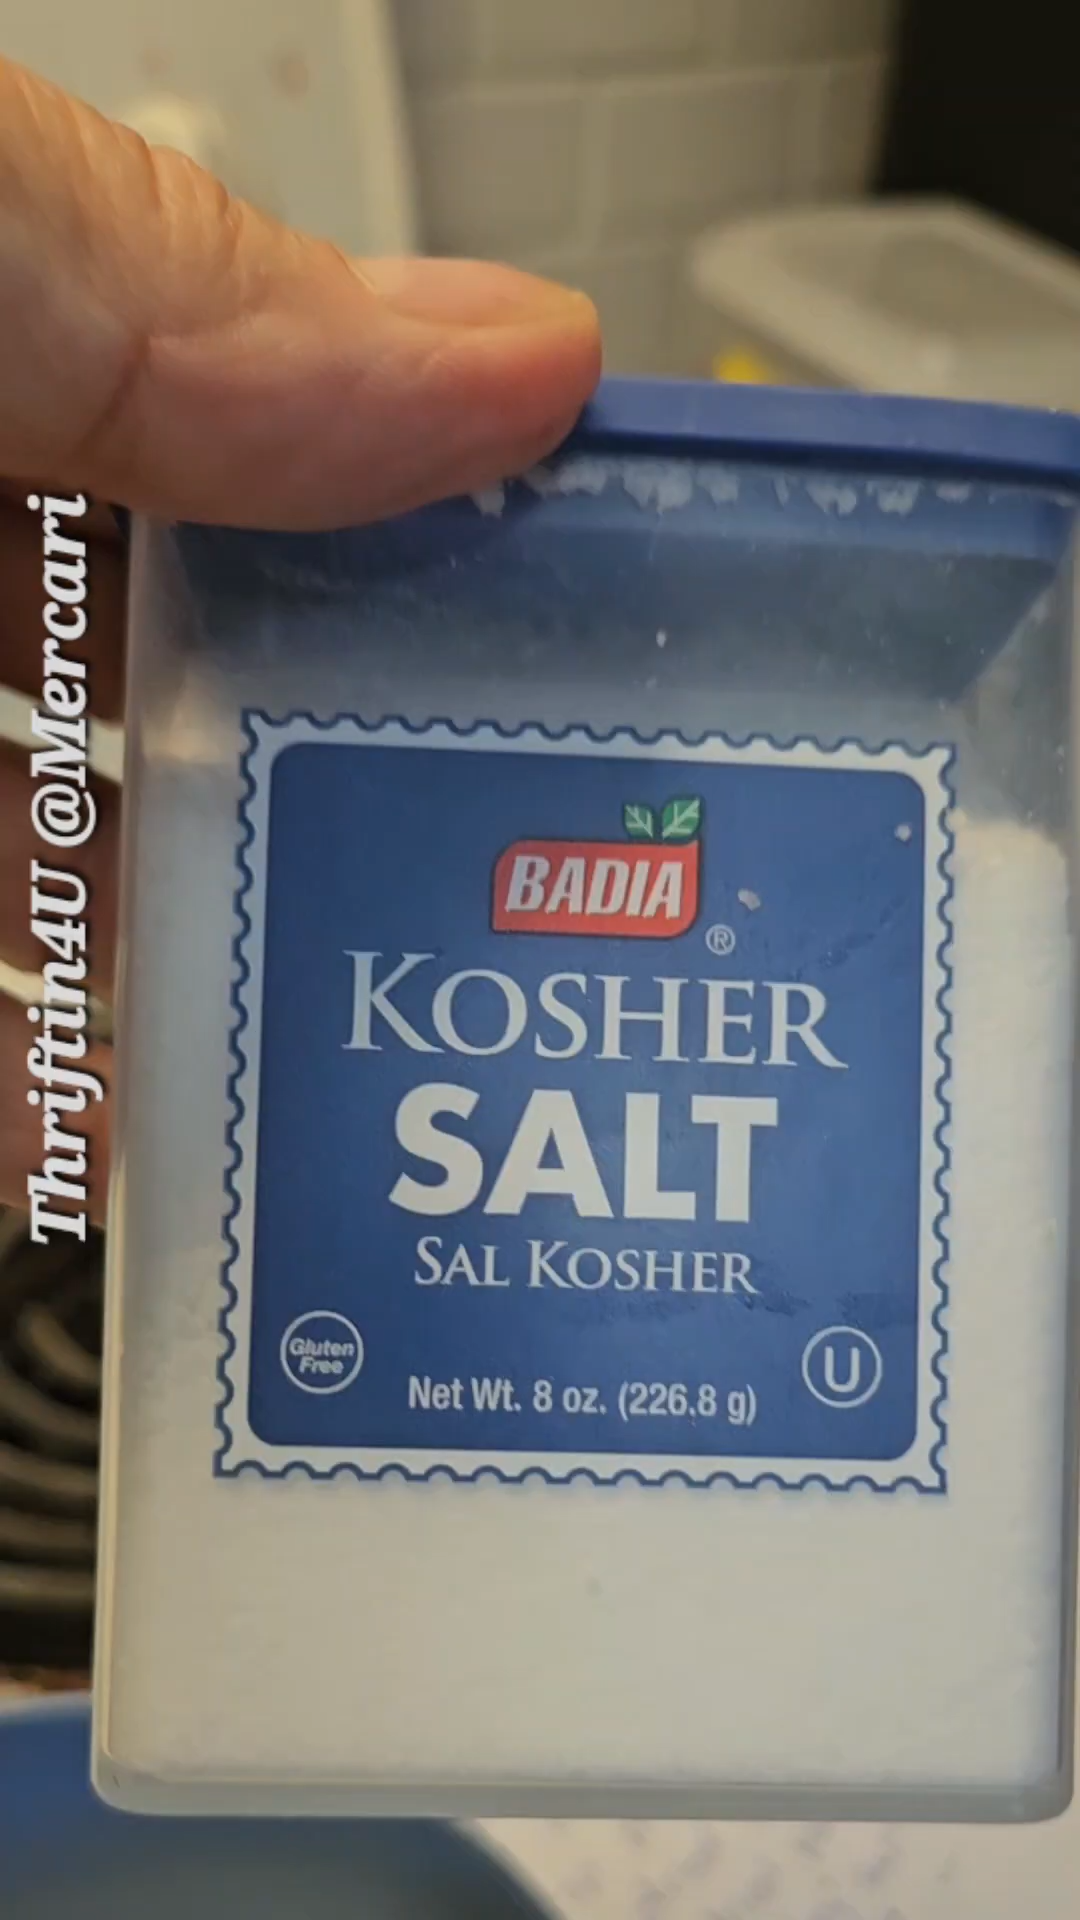 Thriftin4U @Mercari
BADIA
®
KOSHER
SALT
SAL KOSHER
Gluten
Free
U
Net Wt. 8 oz. (226.8 g)